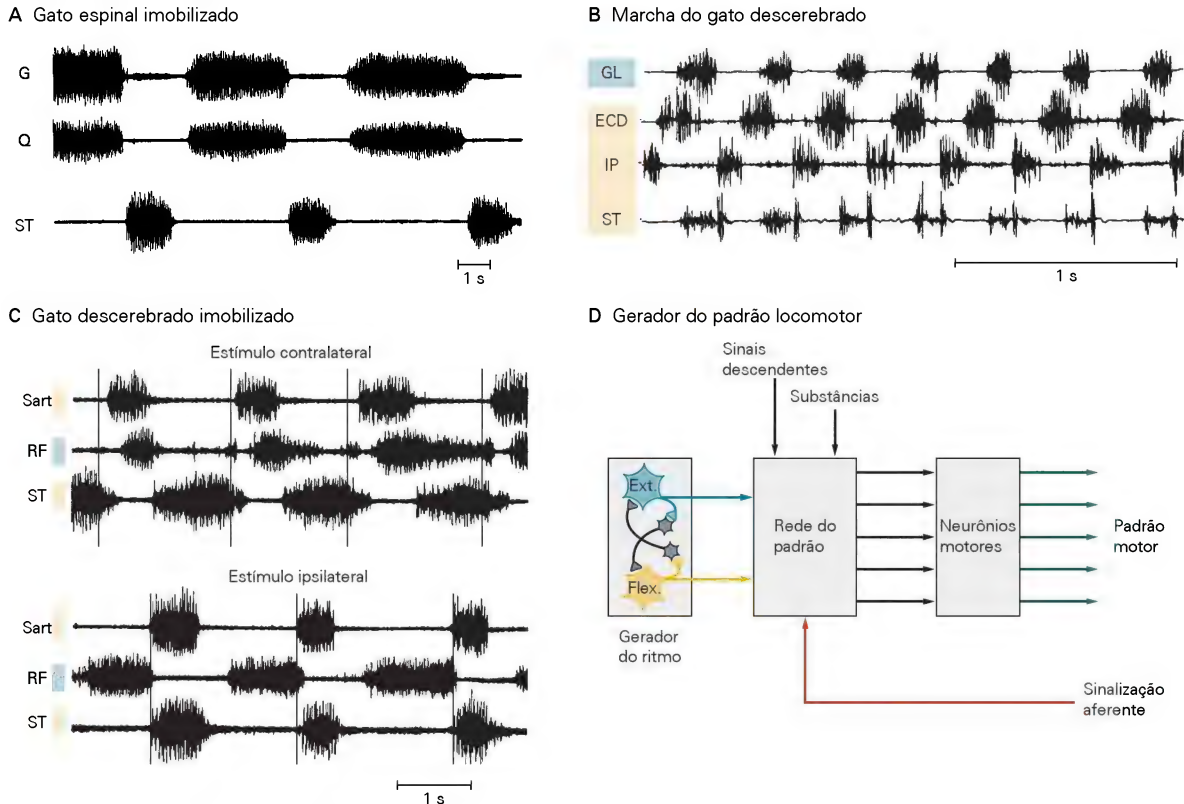 A Gato espinal imobilizado
G
Q
ST
1 s
B Marcha do gato descerebrado
GL
ECD
IP
ST
1 s
C Gato descerebrado imobilizado
Estímulo contralateral
Sart
RF
ST
Estímulo ipsilateral
Sart
RF
ST
1 s
D Gerador do padrão locomotor
Sinais
descendentes
Substâncias
Ext.
Flex.
Gerador
do ritmo
Rede do
padrão
Neurônios
motores
Padrão
motor
Sinalização
aferente